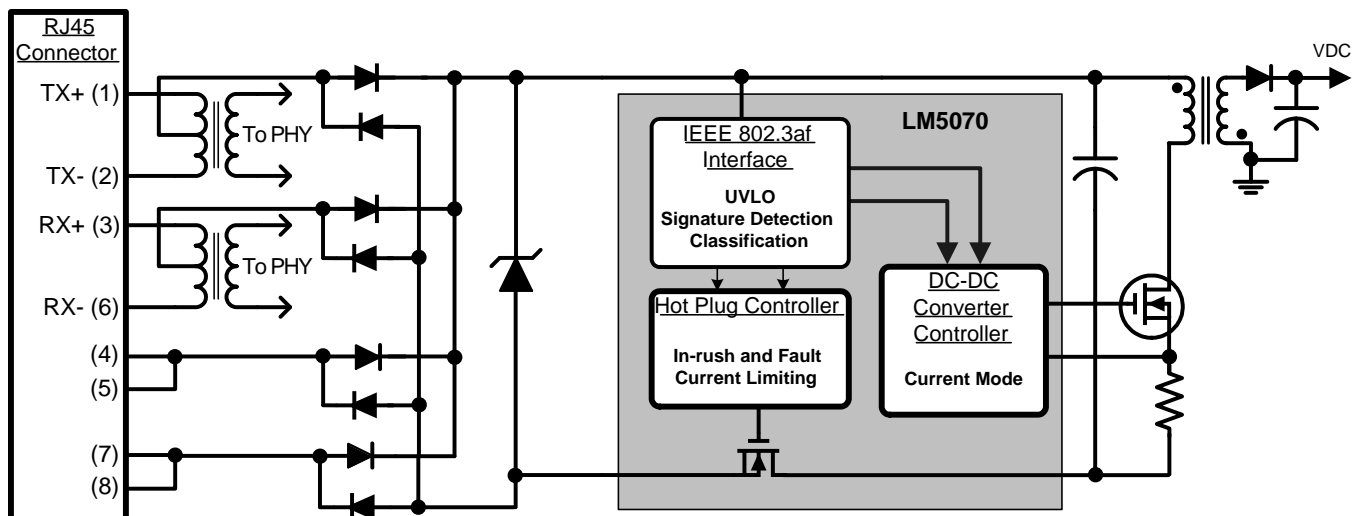 RJ45
Connector
TX+ (1)
TX- (2)
RX+ (3)
RX- (6)
(4)
(5)
(7)
(8)
To PHY
To PHY
LM5070
IEEE 802.3af
Interface
UVLO
Signature Detection
Classification
Hot Plug Controller
In-rush and Fault
Current Limiting
DC-DC
Converter
Controller
Current Mode
VDC